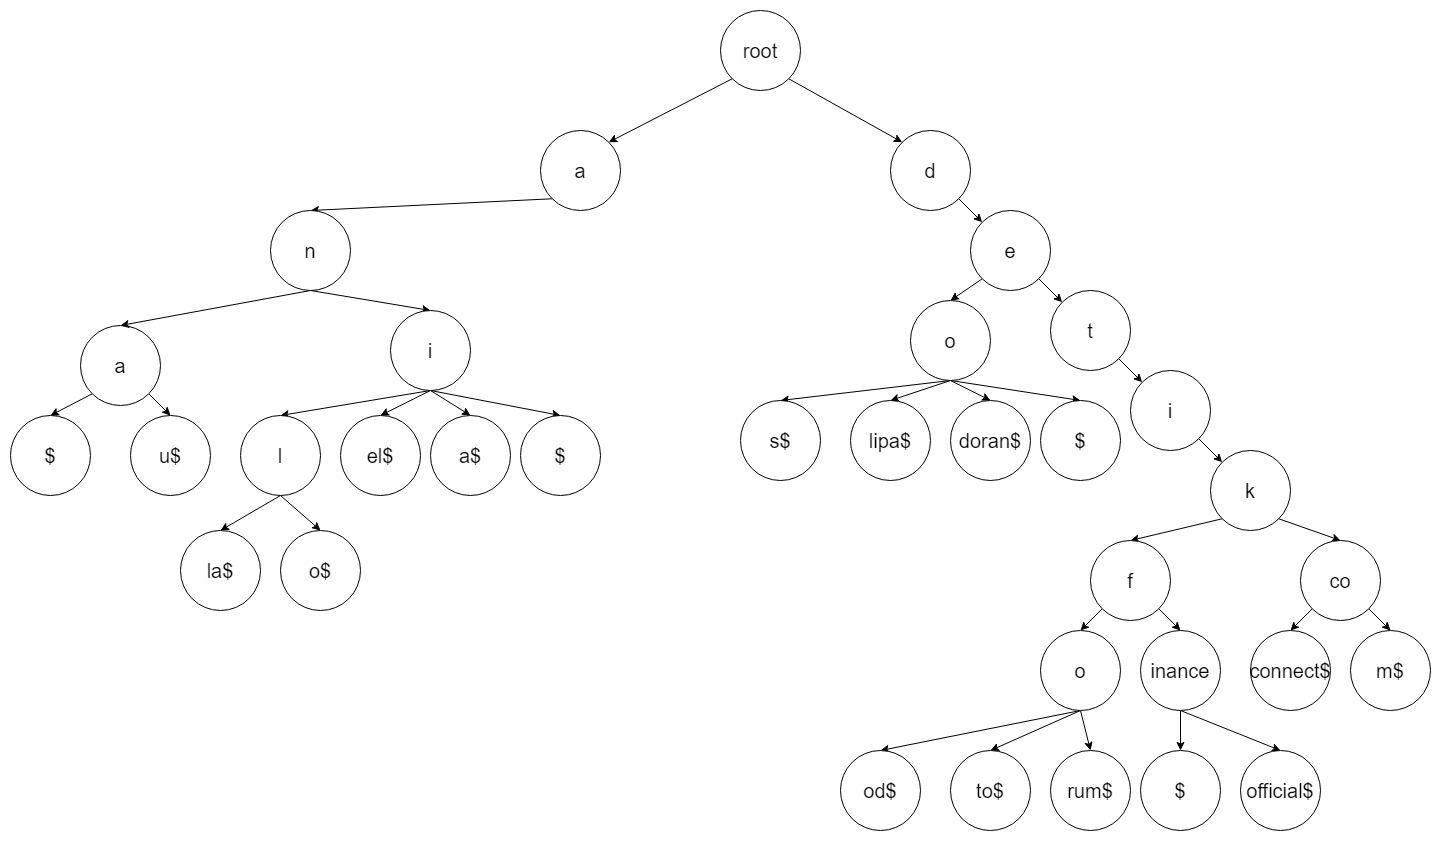 root
a
d
n
e
a
i
o
t
$
u$
l
el$
a$
$
s$
lipa$
doran$
$
i
la$
o$
k
f
co
o
inance
connect$
m$
od$
to$
rum$
$
official$